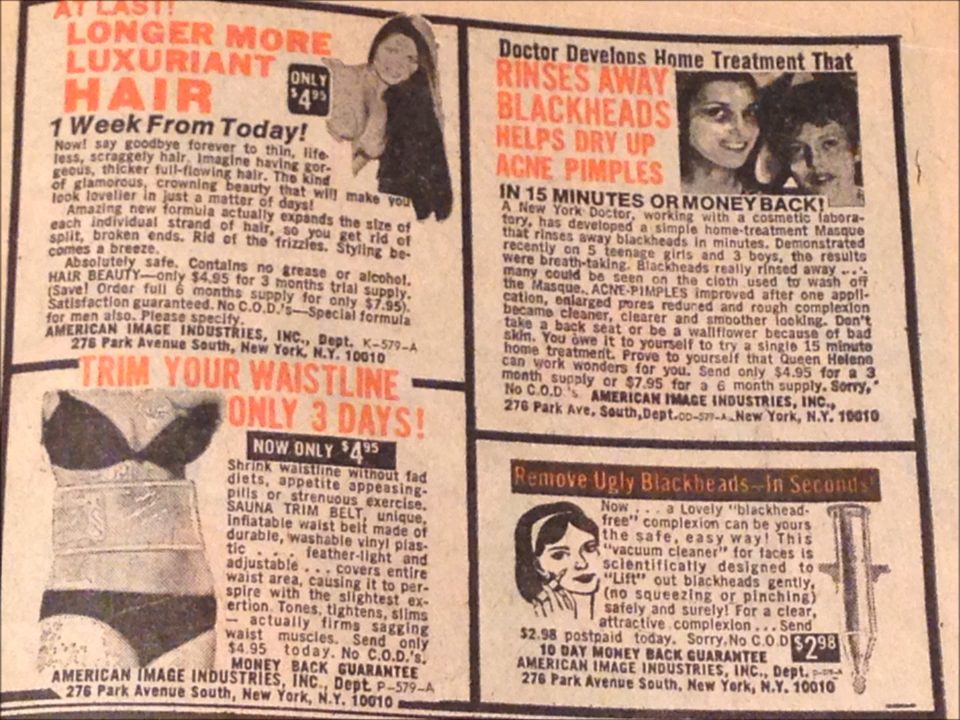 AT LAST!
LONGER MORE
LUXURIANT
HAIR
ONLY
$4.95
1 Week From Today!
Now! say goodbye forever to thin, life-
less, scraggely hair. Imagine having gor-
geous, thicker full-flowing hair. The kind
of glamorous, crowning beauty that will make you
look lovelier in just a matter of days!
Amazing new formula actually expands the size of
each individual strand of hair, so you get rid of
split, broken ends. Rid of the frizzies. Styling be-
comes a breeze.
Absolutely safe. Contains no grease or alcohol.
HAIR BEAUTY—only $4.95 for 3 months trial supply.
(Save! Order full 6 months supply for only $7.95).
Satisfaction guaranteed. No C.O.D.'s—Special formula
for men also. Please specify.
AMERICAN IMAGE INDUSTRIES, INC., Dept. K-579-A
276 Park Avenue South, New York, N.Y. 10010
TRIM YOUR WAISTLINE
ONLY 3 DAYS!
NOW ONLY $4.95
Shrink waistline without fad
diets, appetite appeasing-
pills or strenuous exercise.
SAUNA TRIM BELT, unique,
inflatable waist belt made of
durable, washable vinyl plas-
tic . . . . feather-light and
adjustable . . . covers entire
waist area, causing it to per-
spire with the slightest ex-
ertion. Tones, tightens, slims
— actually firms sagging
waist muscles. Send only
$4.95 today. No C.O.D.'s.
MONEY BACK GUARANTEE
AMERICAN IMAGE INDUSTRIES, INC., Dept. P-579-A
276 Park Avenue South, New York, N.Y. 10010
Doctor Develops Home Treatment That
RINSES AWAY
BLACKHEADS
HELPS DRY UP
ACNE PIMPLES
IN 15 MINUTES OR MONEY BACK!
A New York Doctor, working with a cosmetic labora-
tory, has developed a simple home-treatment Masque
that rinses away blackheads in minutes. Demonstrated
recently on 5 teenage girls and 3 boys, the results
were breath-taking. Blackheads really rinsed away . . .
many could be seen on the cloth used to wash off
the Masque. ACNE-PIMPLES improved after one appli-
cation, enlarged pores reduced and rough complexion
became cleaner, clearer and smoother looking. Don't
take a back seat or be a wallflower because of bad
skin. You owe it to yourself to try a single 15 minute
home treatment. Prove to yourself that Queen Helene
can work wonders for you. Send only $4.95 for a 3
month supply or $7.95 for a 6 month supply. Sorry,
No C.O.D.'s. AMERICAN IMAGE INDUSTRIES, INC.,
276 Park Ave. South, Dept. OD-579-A New York, N.Y. 10010
Remove Ugly Blackheads—In Seconds!
Now . . . a Lovely "blackhead-
free" complexion can be yours
the safe, easy way! This
"vacuum cleaner" for faces is
scientifically designed to
"Lift" out blackheads gently,
(no squeezing or pinching)
safely and surely! For a clear,
attractive complexion . . . Send
$2.98 postpaid today. Sorry, No C.O.D.
$2.98
10 DAY MONEY BACK GUARANTEE
AMERICAN IMAGE INDUSTRIES, INC., Dept.
276 Park Avenue South, New York, N.Y. 10010